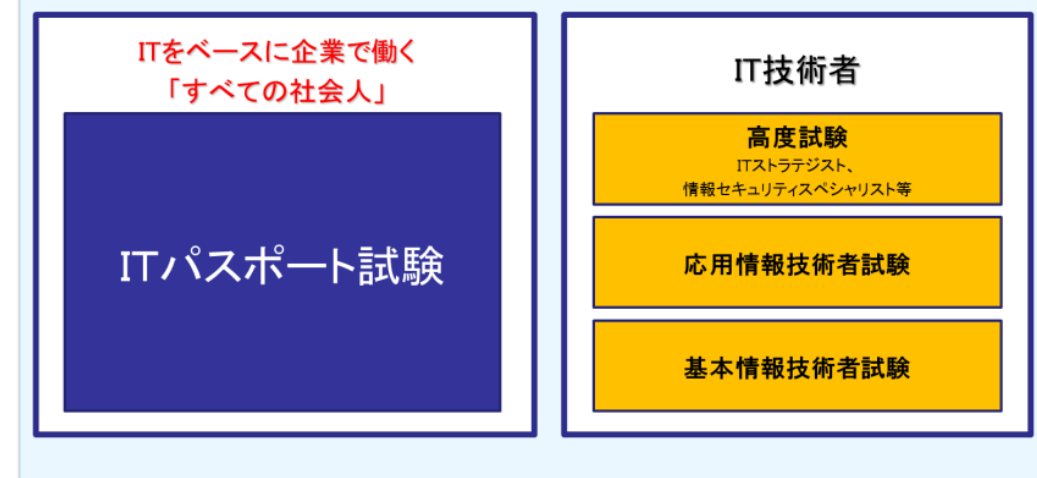 ITをベースに企業で働く
「すべての社会人」
ITパスポート試験
IT技術者
高度試験
ITストラテジスト、
情報セキュリティスペシャリスト等
応用情報技術者試験
基本情報技術者試験